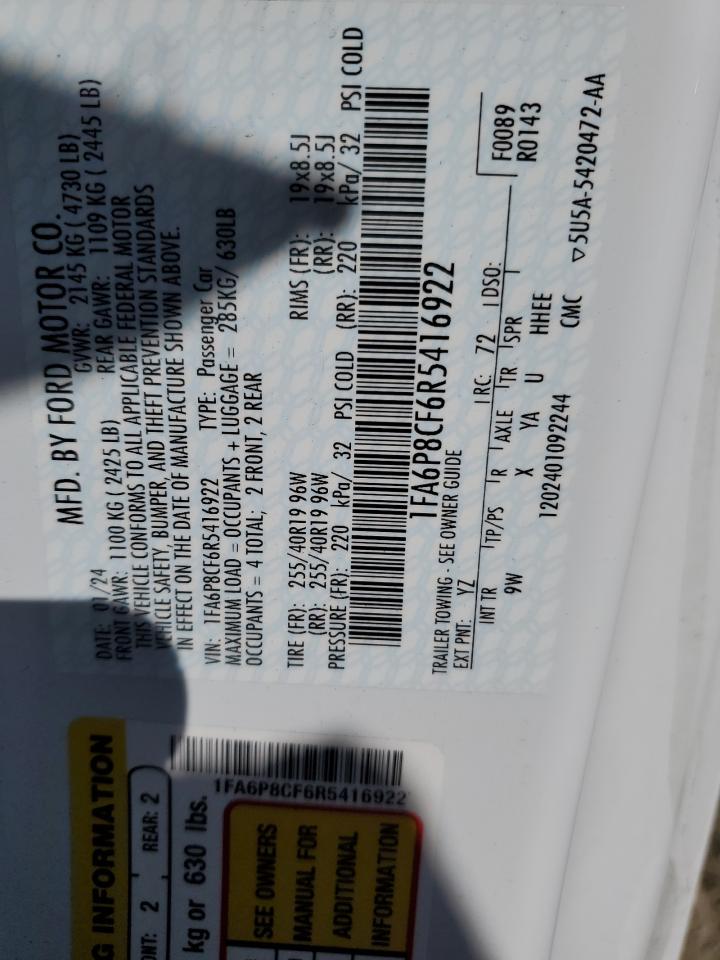 MFD. BY FORD MOTOR CO.
DATE: 01/24 GVWR: 2145 KG ( 4730 LB)
FRONT GAWR: 1100 KG ( 2425 LB) REAR GAWR: 1109 KG ( 2445 LB)
THIS VEHICLE CONFORMS TO ALL APPLICABLE FEDERAL MOTOR
VEHICLE SAFETY, BUMPER, AND THEFT PREVENTION STANDARDS
IN EFFECT ON THE DATE OF MANUFACTURE SHOWN ABOVE.
VIN: 1FA6P8CF6R5416922 TYPE: Passenger Car
MAXIMUM LOAD = OCCUPANTS + LUGGAGE = 285KG/ 630LB
OCCUPANTS = 4 TOTAL; 2 FRONT, 2 REAR
TIRE (FR): 255/40R19 96W RIMS (FR): 19x8.5J
(RR): 255/40R19 96W (RR): 19x8.5J
PRESSURE (FR): 220 kPa/ 32 PSI COLD (RR): 220 kPa/ 32 PSI COLD
1FA6P8CF6R5416922
TRAILER TOWING - SEE OWNER GUIDE
EXT PNT: YZ RC: 72 DSO: F0089
R0143
INT TR TP/PS R AXLE TR SPR
9W X YA U HHEE
1202401092244 CMC ▽5U5A-5420472-AA
G INFORMATION
ONT: 2 REAR: 2
kg or 630 lbs.
1FA6P8CF6R5416922
SEE OWNERS
MANUAL FOR
ADDITIONAL
INFORMATION